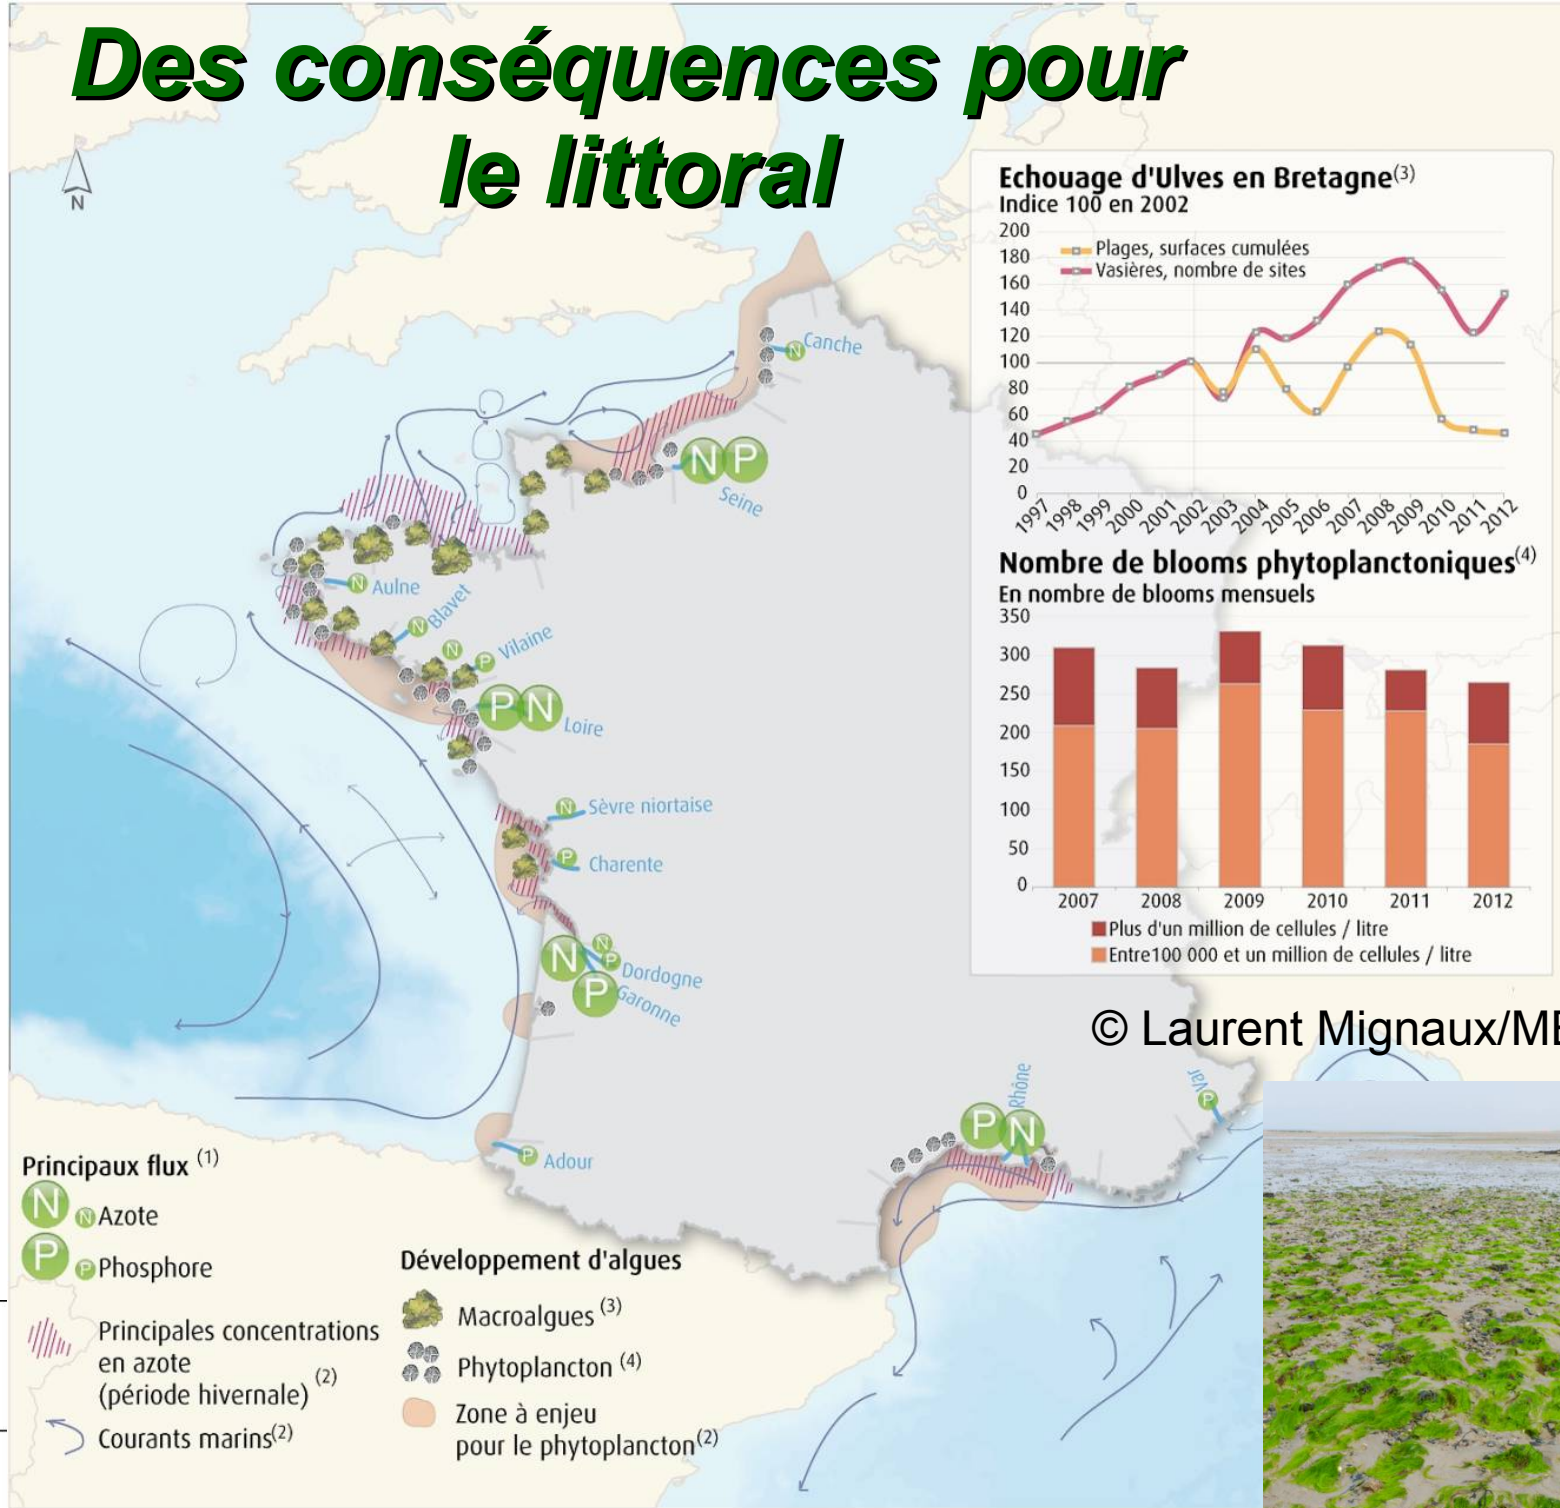 Des conséquences pour
le littoral
N
Echouage d'Ulves en Bretagne(3)
Indice 100 en 2002
200
180
160
140
120
100
80
60
40
20
0
Plages, surfaces cumulées
Vasières, nombre de sites
1997 1998 1999 2000 2001 2002 2003 2004 2005 2006 2007 2008 2009 2010 2011 2012
Nombre de blooms phytoplanctoniques(4)
En nombre de blooms mensuels
350
300
250
200
150
100
50
0
2007 2008 2009 2010 2011 2012
Plus d'un million de cellules / litre
Entre100 000 et un million de cellules / litre
© Laurent Mignaux/ME
N Canche
N P
Seine
N Aulne
N Blavet
N P Vilaine
P N Loire
N Sèvre niortaise
P Charente
N N P Dordogne
P Garonne
P Adour
P N Rhône
P Var
Principaux flux (1)
N N Azote
P P Phosphore
Principales concentrations
en azote
(période hivernale) (2)
Courants marins(2)
Développement d'algues
Macroalgues (3)
Phytoplancton (4)
Zone à enjeu
pour le phytoplancton(2)